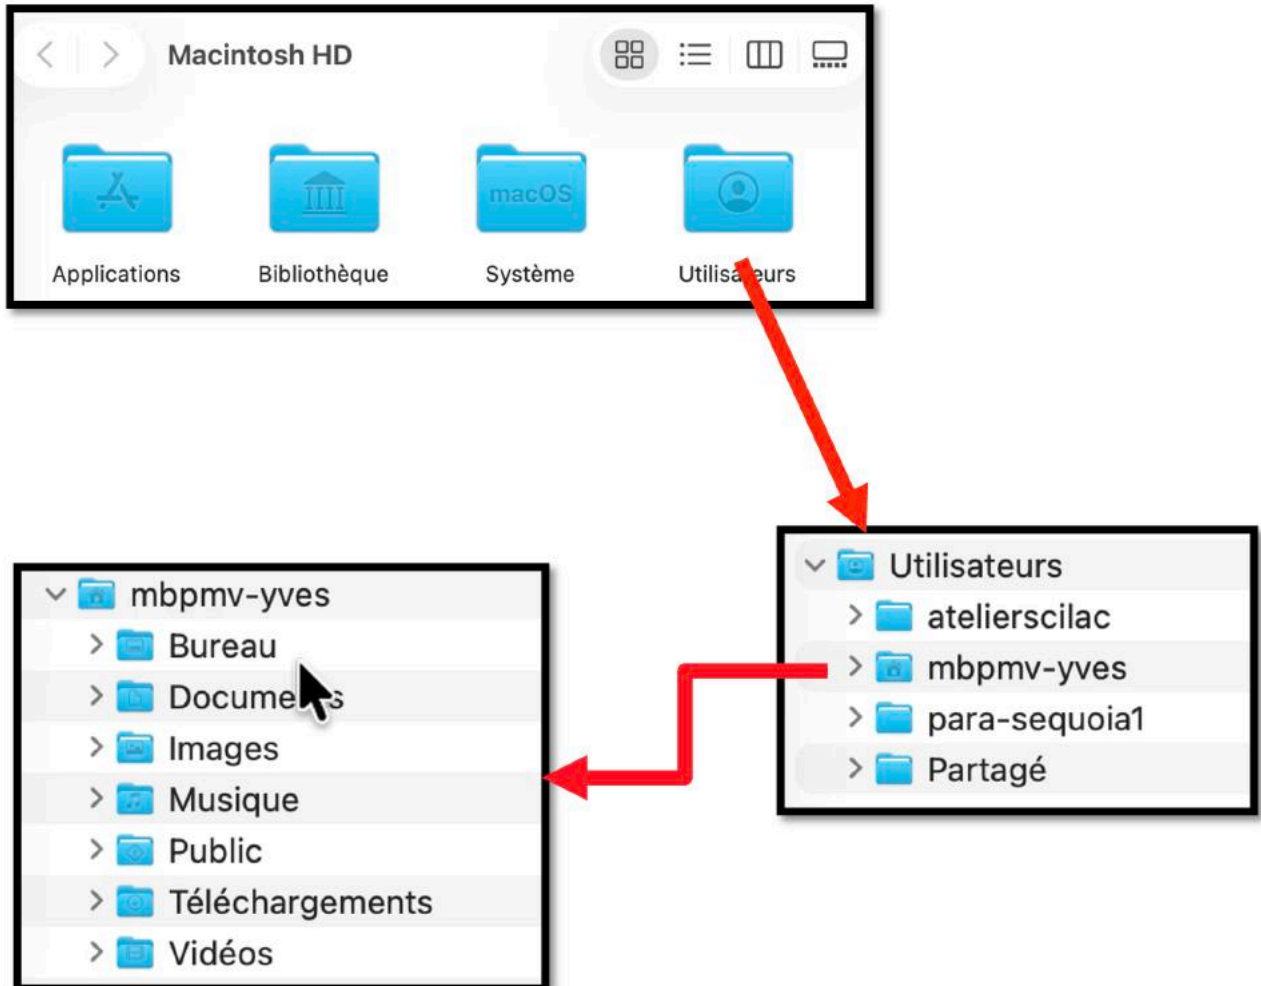 Macintosh HD
macOS
Applications Bibliothèque Système Utilisateurs
Utilisateurs
atelierscilac
mbpmv-yves
para-sequoia1
Partagé
mbpmv-yves
Bureau
Documents
Images
Musique
Public
Téléchargements
Vidéos